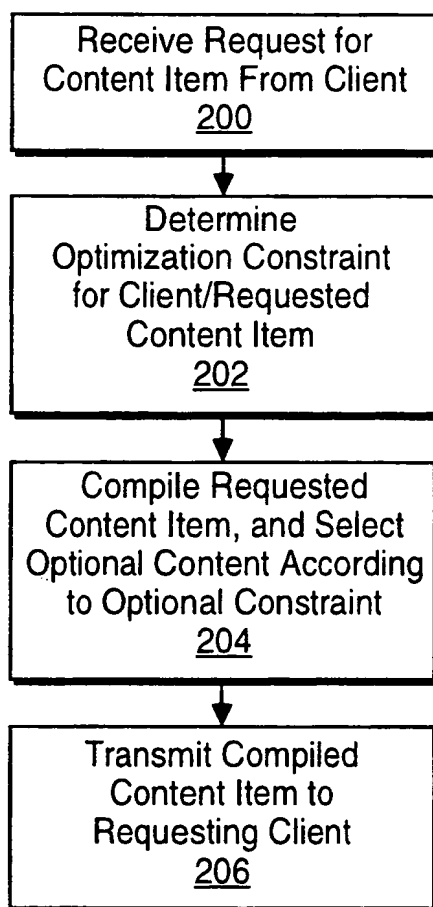 Receive Request for
Content Item From Client
200
Determine
Optimization Constraint
for Client/Requested
Content Item
202
Compile Requested
Content Item, and Select
Optional Content According
to Optional Constraint
204
Transmit Compiled
Content Item to
Requesting Client
206